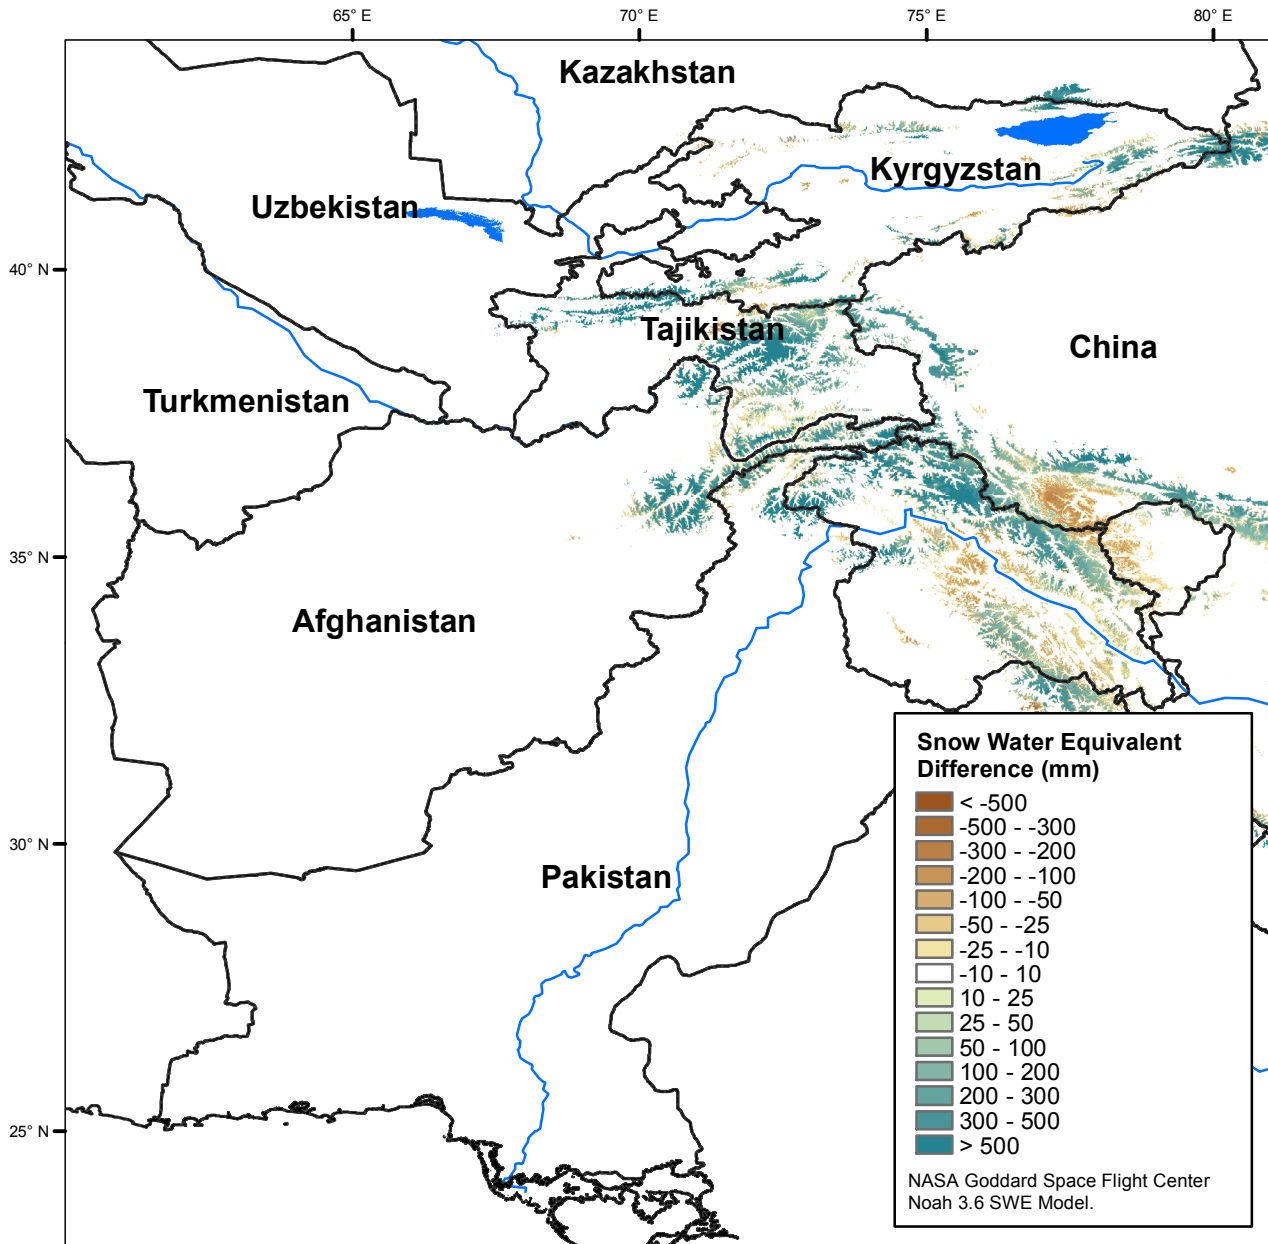 65° E
70° E
75° E
80° E
Kazakhstan
Kyrgyzstan
Uzbekistan
40° N
Tajikistan
China
Turkmenistan
35° N
Afghanistan
30° N
Pakistan
25° N
Snow Water Equivalent
Difference (mm)
< -500
-500 - -300
-300 - -200
-200 - -100
-100 - -50
-50 - -25
-25 - -10
-10 - 10
10 - 25
25 - 50
50 - 100
100 - 200
200 - 300
300 - 500
> 500
NASA Goddard Space Flight Center
Noah 3.6 SWE Model.